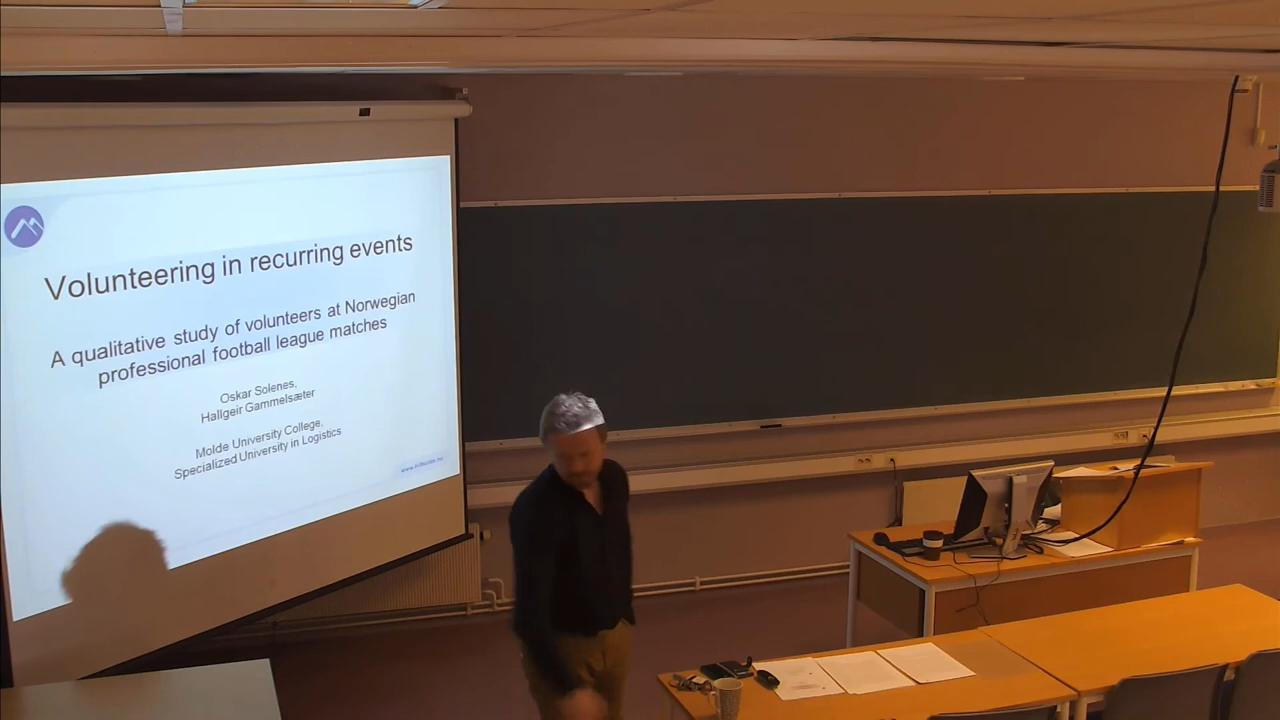 Volunteering in recurring events
A qualitative study of volunteers at Norwegian
professional football league matches
Oskar Solenes,
Hallgeir Gammelsæter
Molde University College,
Specialized University in Logistics